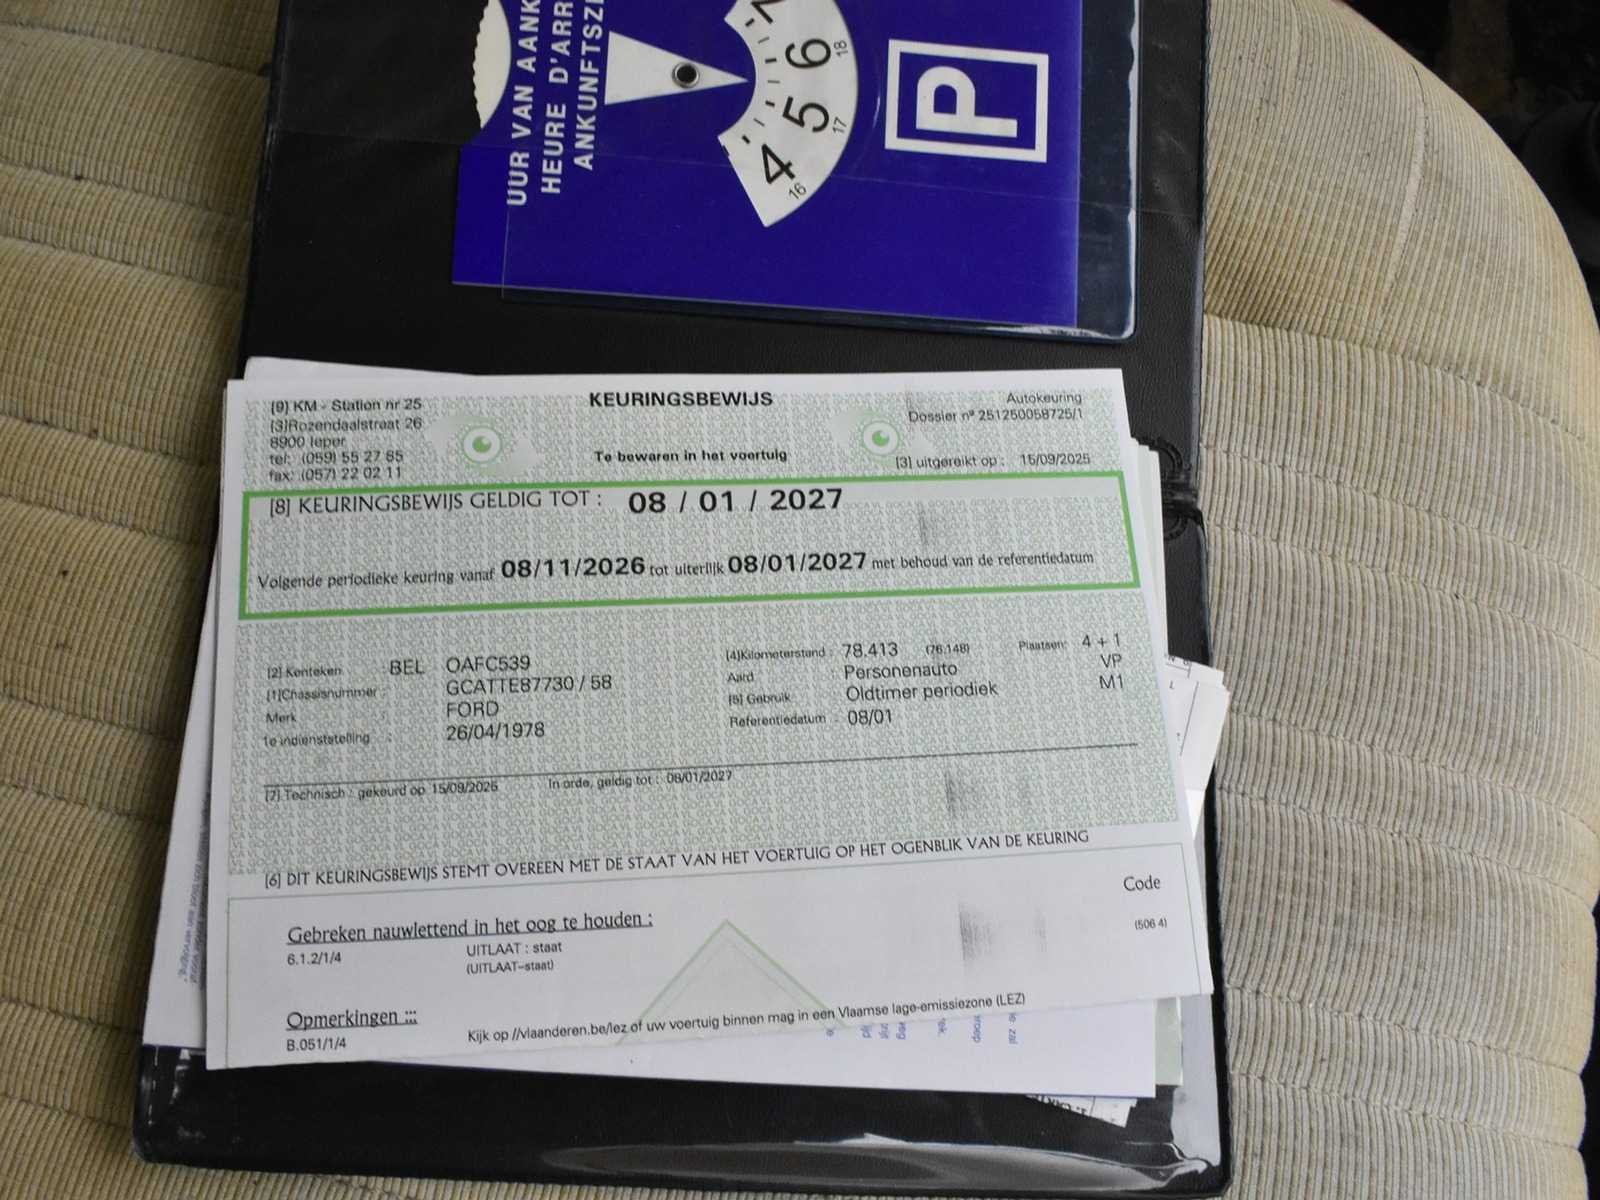 UUR VAN AANK
HEURE D'ARR
ANKUNFTSZ
4 5 6
16 17 18
P
[9] KM - Station nr 25
[3]Rozendaalstraat 26
8900 Ieper
tel: (059) 55 27 85
fax: (057) 22 02 11
KEURINGSBEWIJS
Te bewaren in het voertuig
Autokeuring
Dossier nº 251250058725/1
[3] uitgereikt op : 15/09/2025
[8] KEURINGSBEWIJS GELDIG TOT : 08 / 01 / 2027
Volgende periodieke keuring vanaf 08/11/2026 tot uiterlijk 08/01/2027 met behoud van de referentiedatum
[2] Kenteken : BEL OAFC539
[1]Chassisnummer : GCATTE87730 / 58
Merk : FORD
1e indienststelling : 26/04/1978
[4]Kilometerstand : 78.413 (76.148) Plaatsen: 4 + 1
Aard : Personenauto VP
[5] Gebruik : Oldtimer periodiek M1
Referentiedatum : 08/01
[7] Technisch : gekeurd op 15/09/2025 In orde, geldig tot : 08/01/2027
[6] DIT KEURINGSBEWIJS STEMT OVEREEN MET DE STAAT VAN HET VOERTUIG OP HET OGENBLIK VAN DE KEURING
Code
Gebreken nauwlettend in het oog te houden :
6.1.2/1/4 UITLAAT : staat (506 4)
(UITLAAT–staat)
Opmerkingen :::
B.051/1/4 Kijk op //vlaanderen.be/lez of uw voertuig binnen mag in een Vlaamse lage-emissiezone (LEZ)